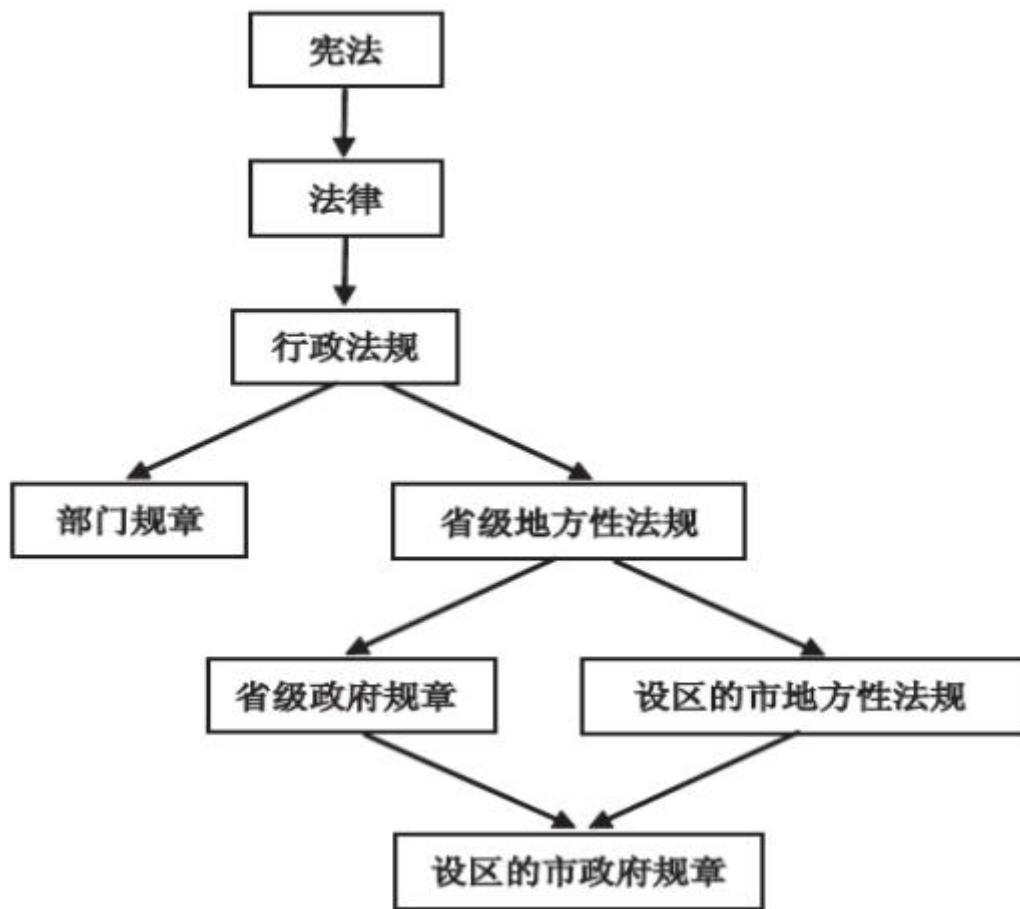 宪法
法律
行政法规
部门规章
省级地方性法规
省级政府规章
设区的市地方性法规
设区的市政府规章